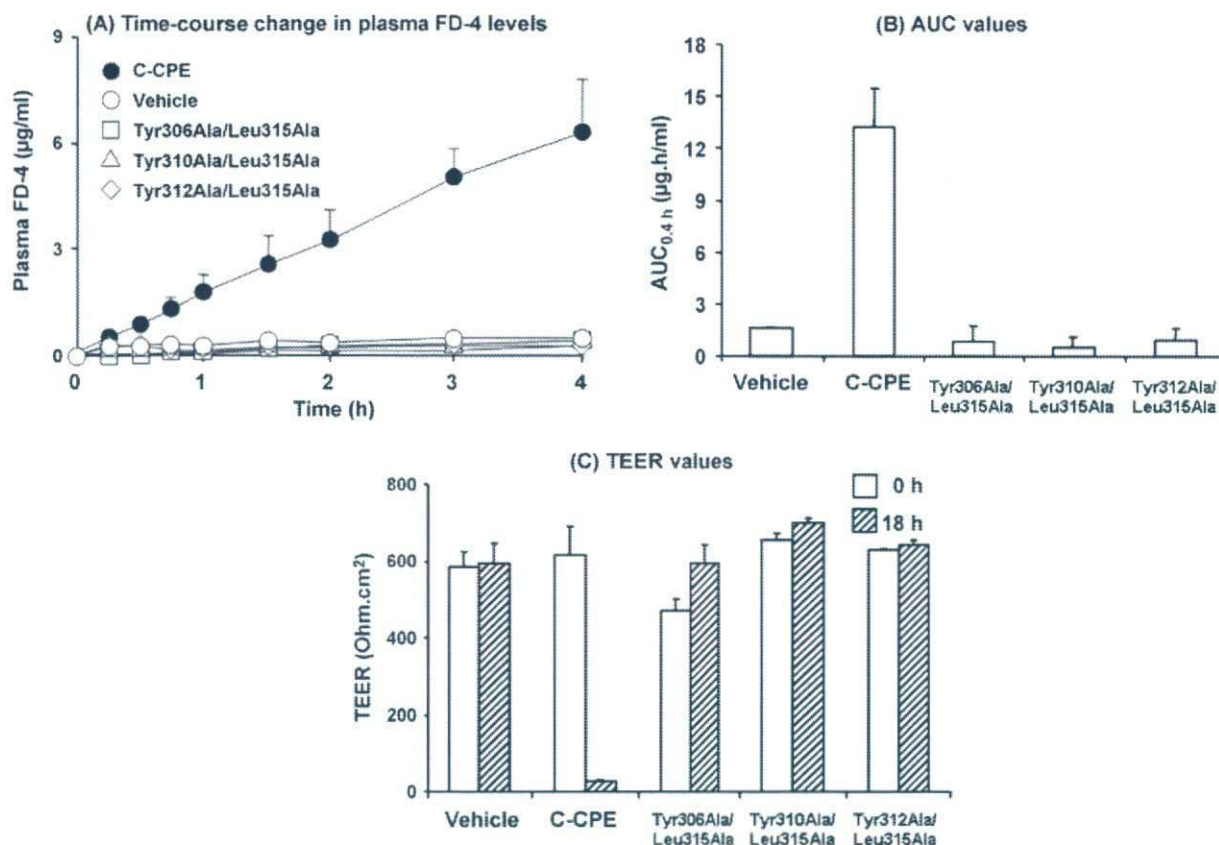 (A) Time-course change in plasma FD-4 levels
9
6
3
0
Plasma FD-4 (µg/ml)
C-CPE
Vehicle
Tyr306Ala/Leu315Ala
Tyr310Ala/Leu315Ala
Tyr312Ala/Leu315Ala
0 1 2 3 4
Time (h)
(B) AUC values
18
15
12
9
6
3
0
AUC0.4 h (µg.h/ml)
Vehicle C-CPE Tyr306Ala/ Tyr310Ala/ Tyr312Ala/
Leu315Ala Leu315Ala Leu315Ala
(C) TEER values
800
600
400
200
0
TEER (Ohm.cm²)
0 h
18 h
Vehicle C-CPE Tyr306Ala/ Tyr310Ala/ Tyr312Ala/
Leu315Ala Leu315Ala Leu315Ala